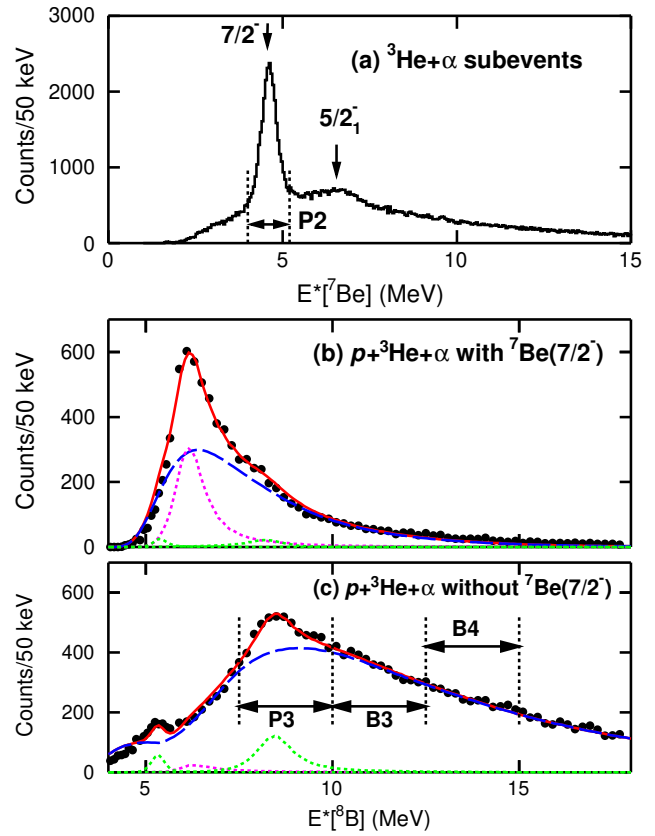 3000
2000
1000
0
Counts/50 keV
7/2⁻
(a) ³He+α subevents
5/2₁⁻
P2
0 5 10 15
E*[⁷Be] (MeV)
600
400
200
0
Counts/50 keV
(b) p+³He+α with ⁷Be(7/2⁻)
600
400
200
0
Counts/50 keV
(c) p+³He+α without ⁷Be(7/2⁻)
B4
P3 B3
5 10 15
E*[⁸B] (MeV)